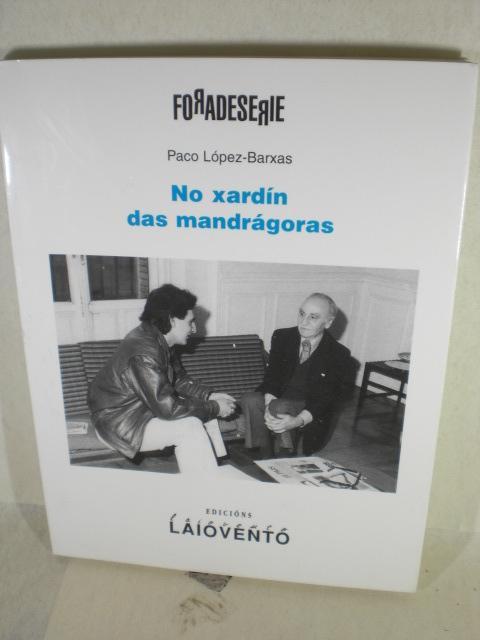 FORADESERIE
Paco López-Barxas
No xardín
das mandrágoras
EDICIÓNS
LAIOVENTO